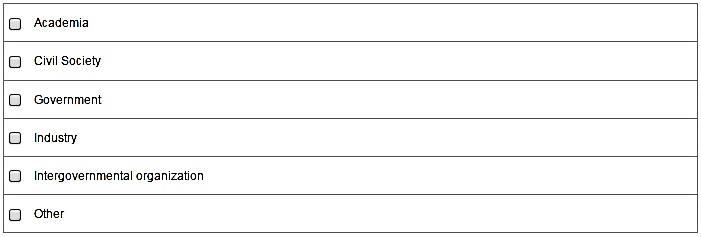 Academia
Civil Society
Government
Industry
Intergovernmental organization
Other